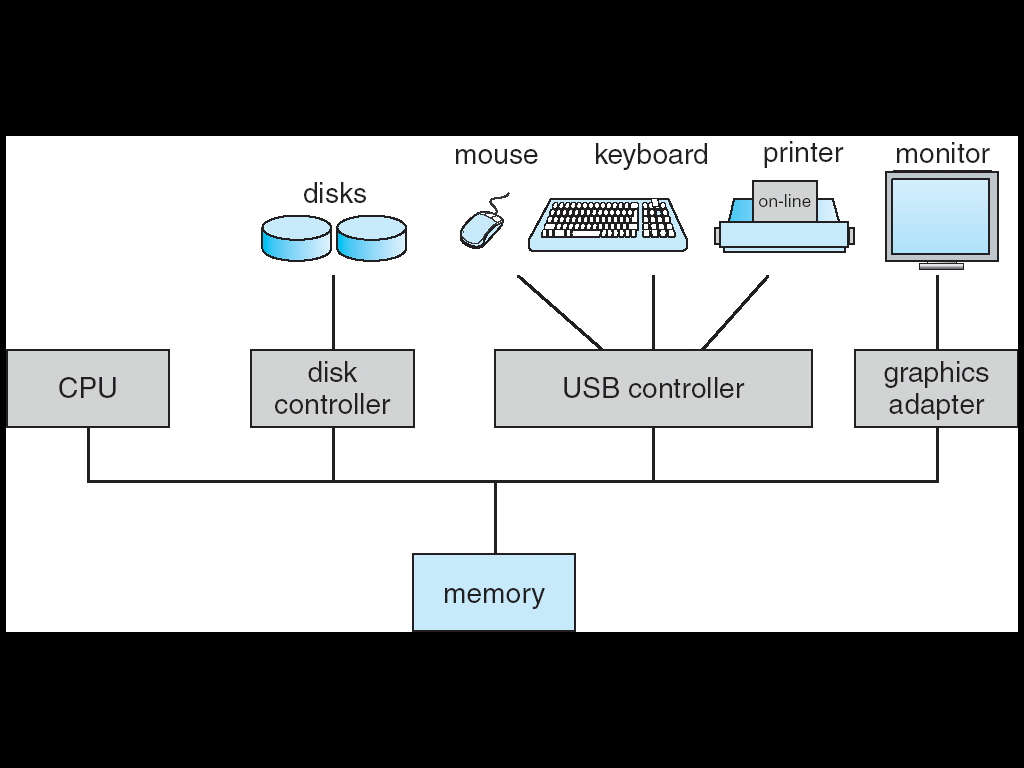 mouse
keyboard
printer
monitor
disks
on-line
CPU
disk
controller
USB controller
graphics
adapter
memory